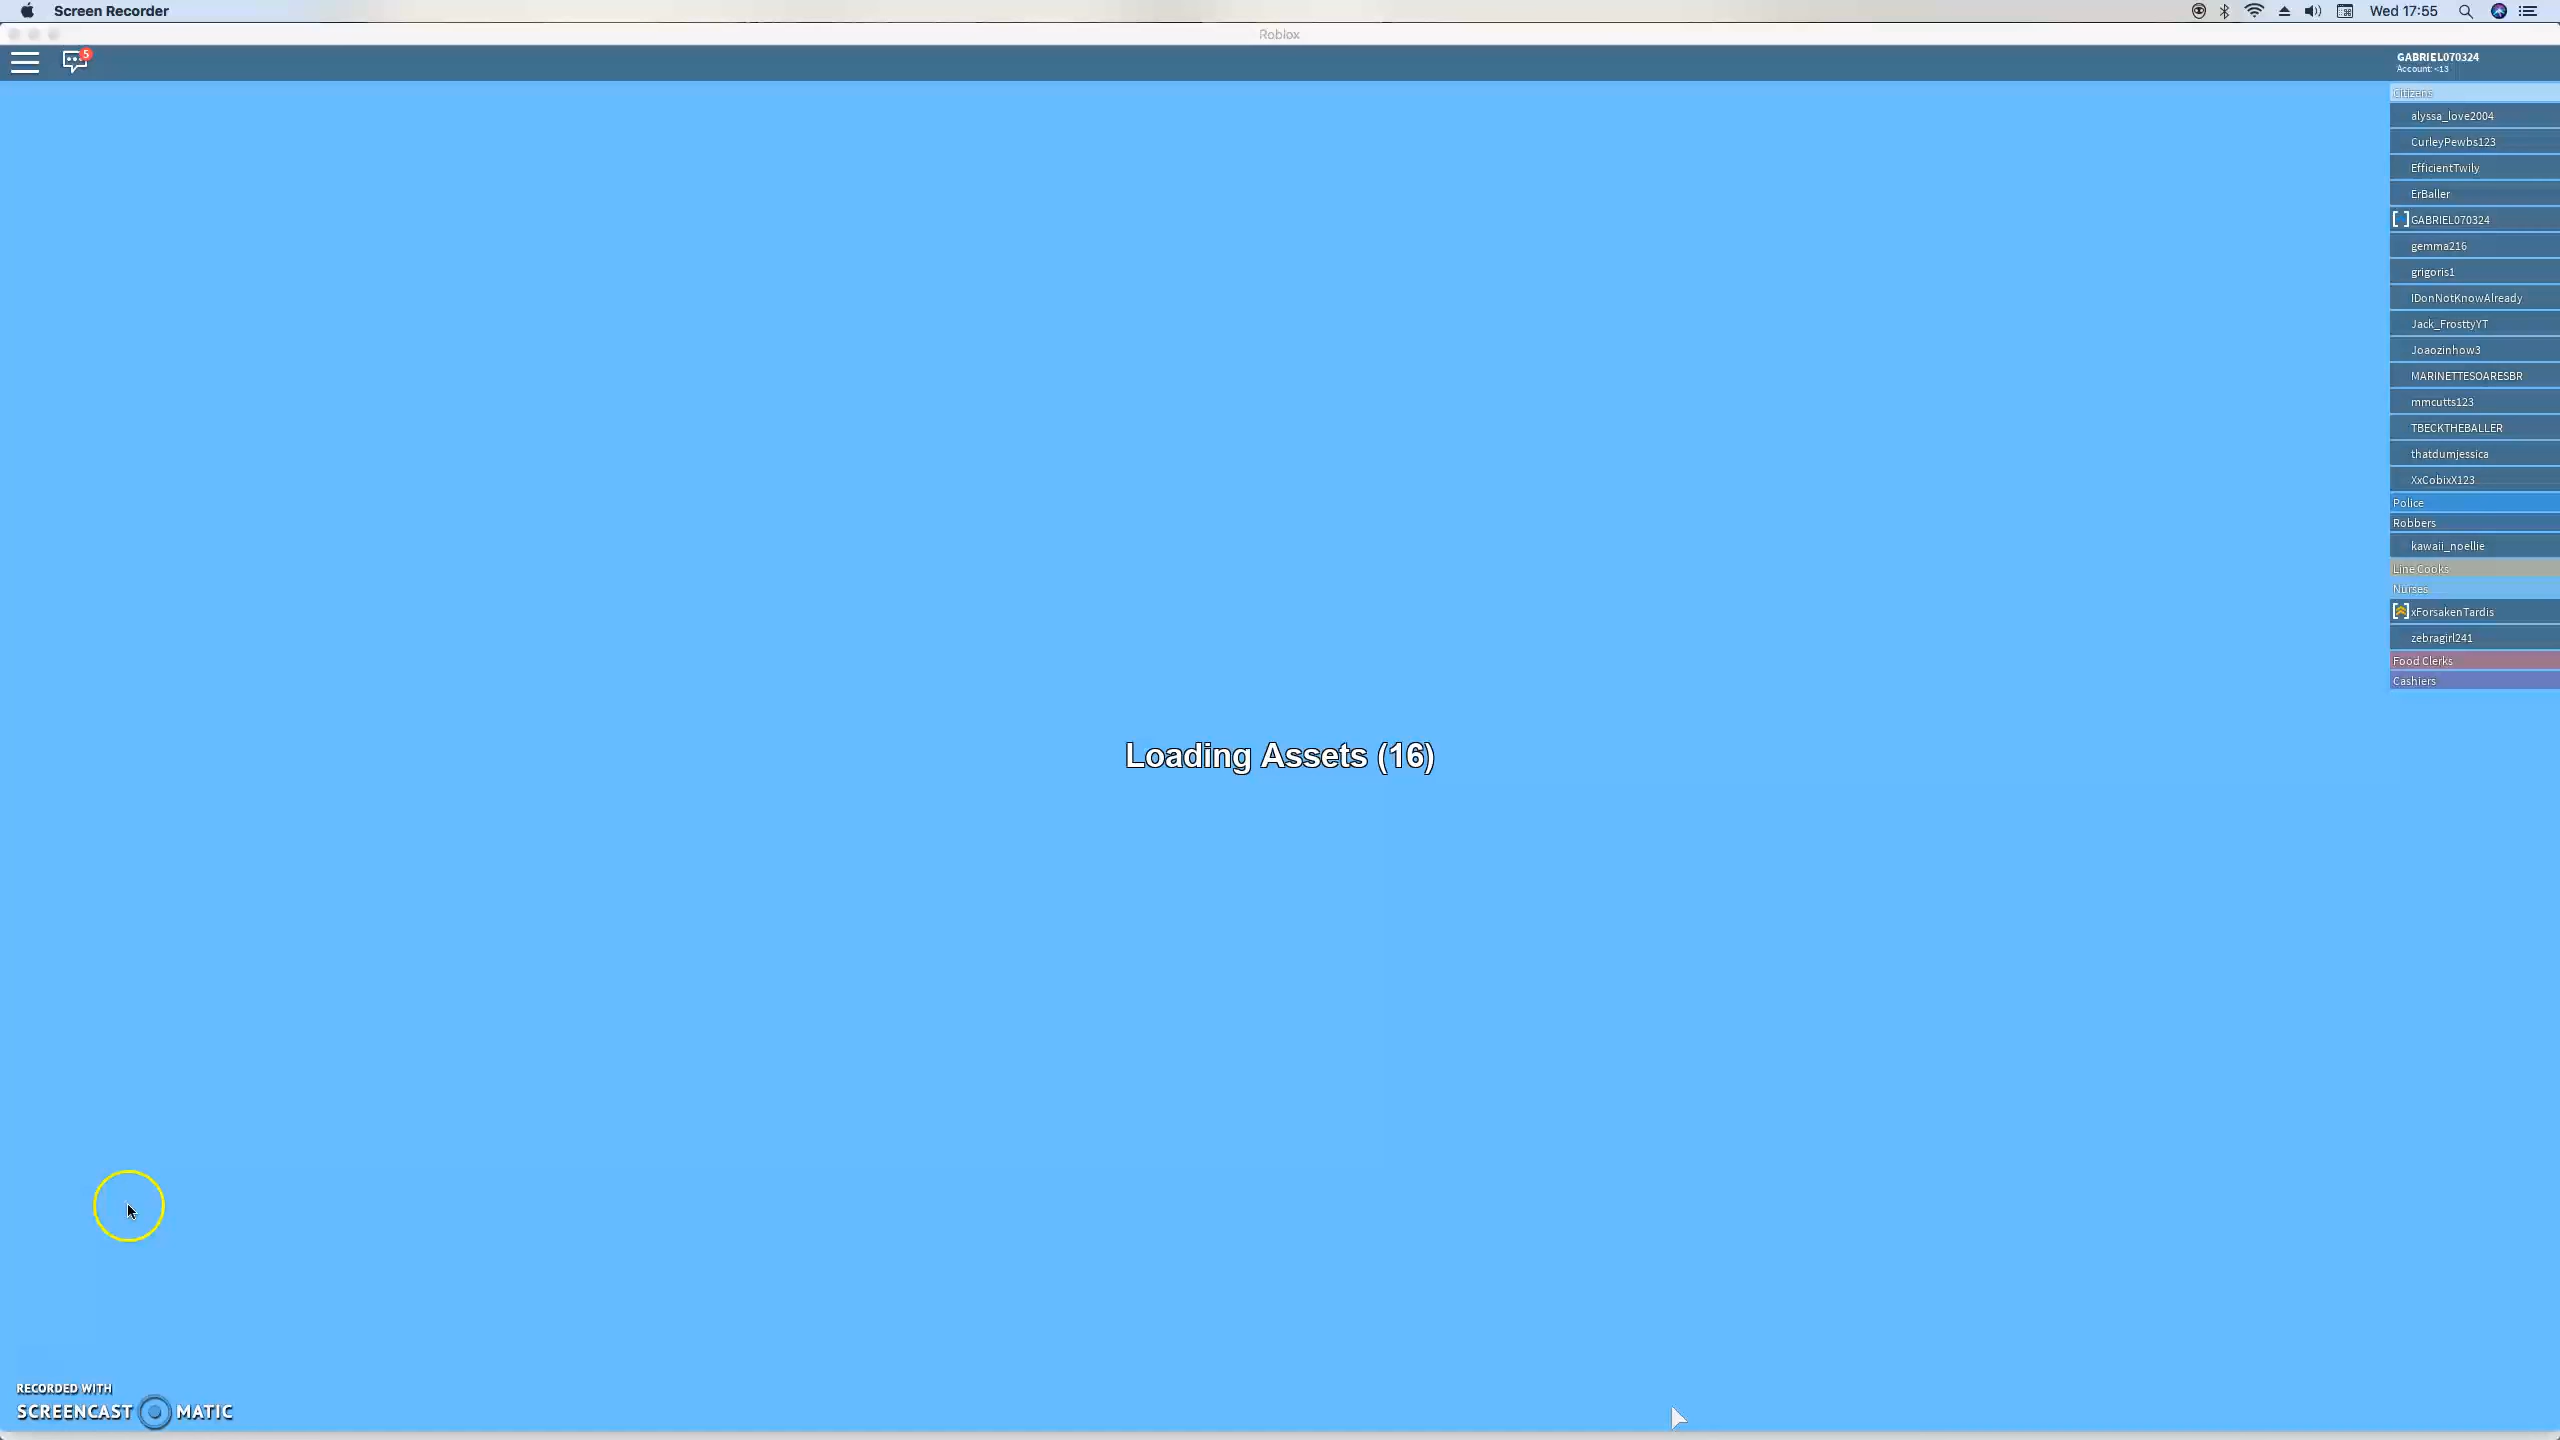 Screen Recorder
Wed 17:55
Roblox
5
GABRIEL070324
Account: <13
Citizens
alyssa_love2004
CurleyPewbs123
EfficientTwily
ErBaller
GABRIEL070324
gemma216
grigoris1
IDonNotKnowAlready
Jack_FrosttyYT
Joaozinhow3
MARINETTESOARESBR
mmcutts123
TBECKTHEBALLER
thatdumjessica
XxCobixX123
Police
Robbers
kawaii_noellie
Line Cooks
Nurses
xForsakenTardis
zebragirl241
Food Clerks
Cashiers
Loading Assets (16)
RECORDED WITH
SCREENCAST MATIC